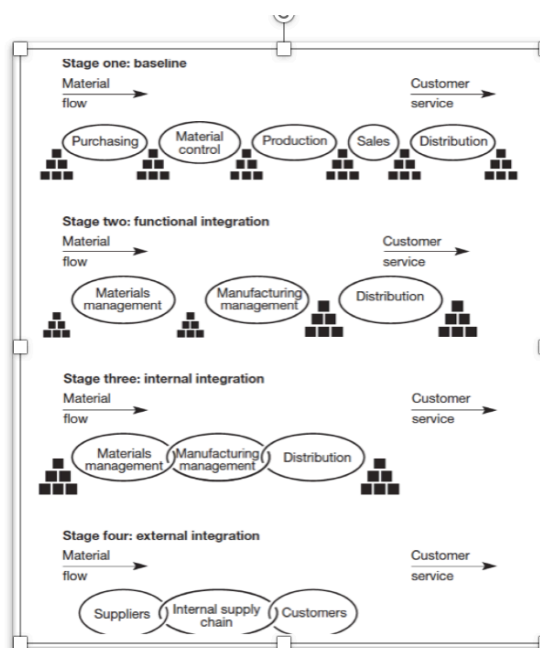 Stage one: baseline
Material
flow
Customer
service
Purchasing
Material
control
Production
Sales
Distribution
Stage two: functional integration
Material
flow
Customer
service
Materials
management
Manufacturing
management
Distribution
Stage three: internal integration
Material
flow
Customer
service
Materials
management
Manufacturing
management
Distribution
Stage four: external integration
Material
flow
Customer
service
Suppliers
Internal supply
chain
Customers